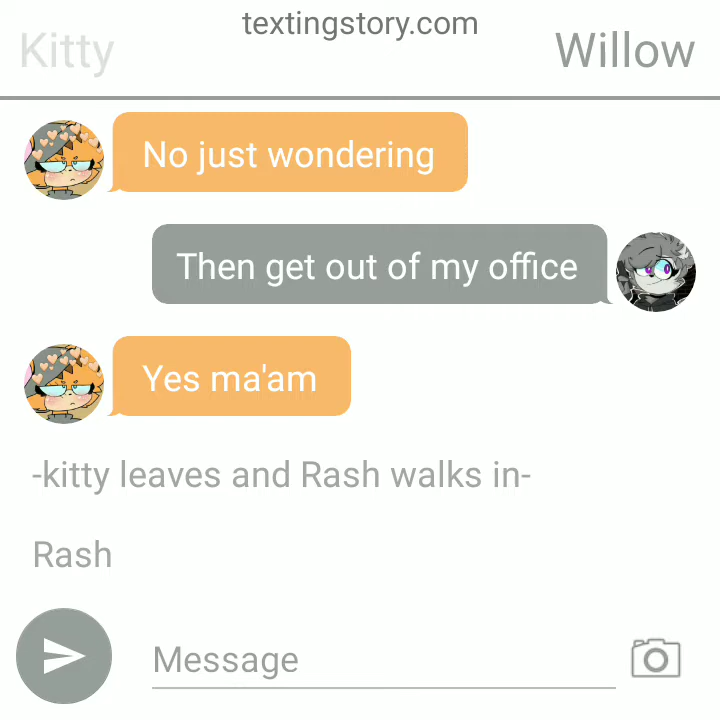 textingstory.com
Kitty
Willow
No just wondering
Then get out of my office
Yes ma'am
-kitty leaves and Rash walks in-
Rash
Message